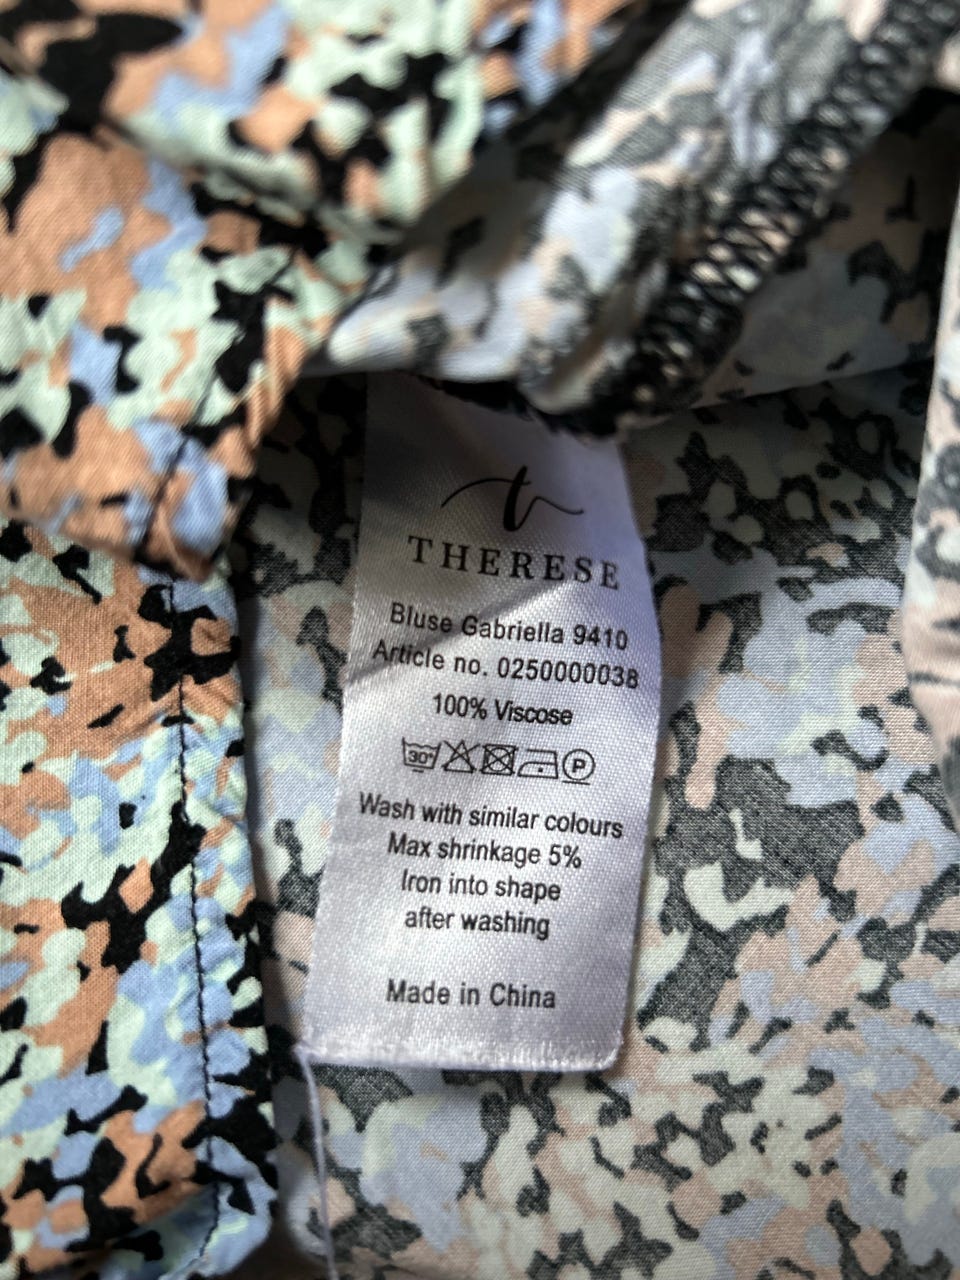 t
THERESE
Bluse Gabriella 9410
Article no. 0250000038
100% Viscose
30° P
Wash with similar colours
Max shrinkage 5%
Iron into shape
after washing
Made in China